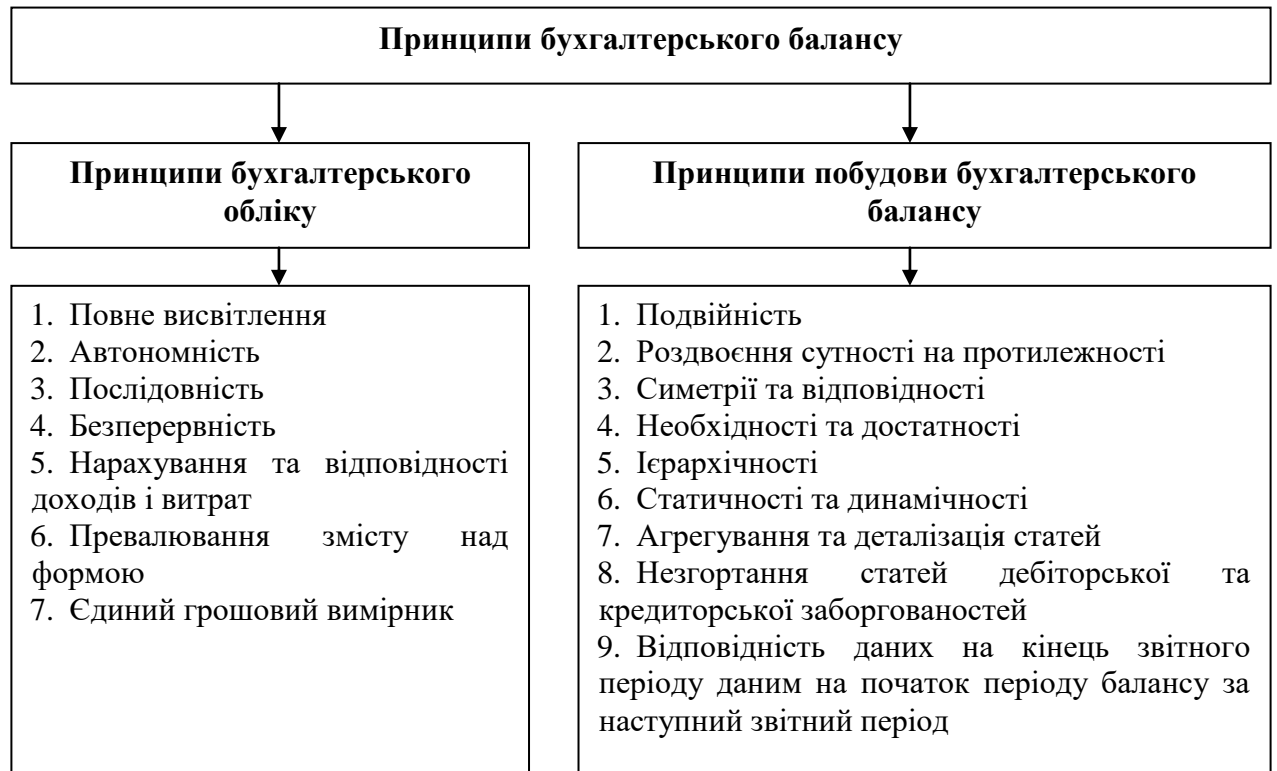 Принципи бухгалтерського балансу
Принципи бухгалтерського
обліку
1. Повне висвітлення
2. Автономність
3. Послідовність
4. Безперервність
5. Нарахування та відповідності
доходів і витрат
6. Превалювання змісту над
формою
7. Єдиний грошовий вимірник
Принципи побудови бухгалтерського
балансу
1. Подвійність
2. Роздвоєння сутності на протилежності
3. Симетрії та відповідності
4. Необхідності та достатності
5. Ієрархічності
6. Статичності та динамічності
7. Агрегування та деталізація статей
8. Незгортання статей дебіторської та
кредиторської заборгованостей
9. Відповідність даних на кінець звітного
періоду даним на початок періоду балансу за
наступний звітний період